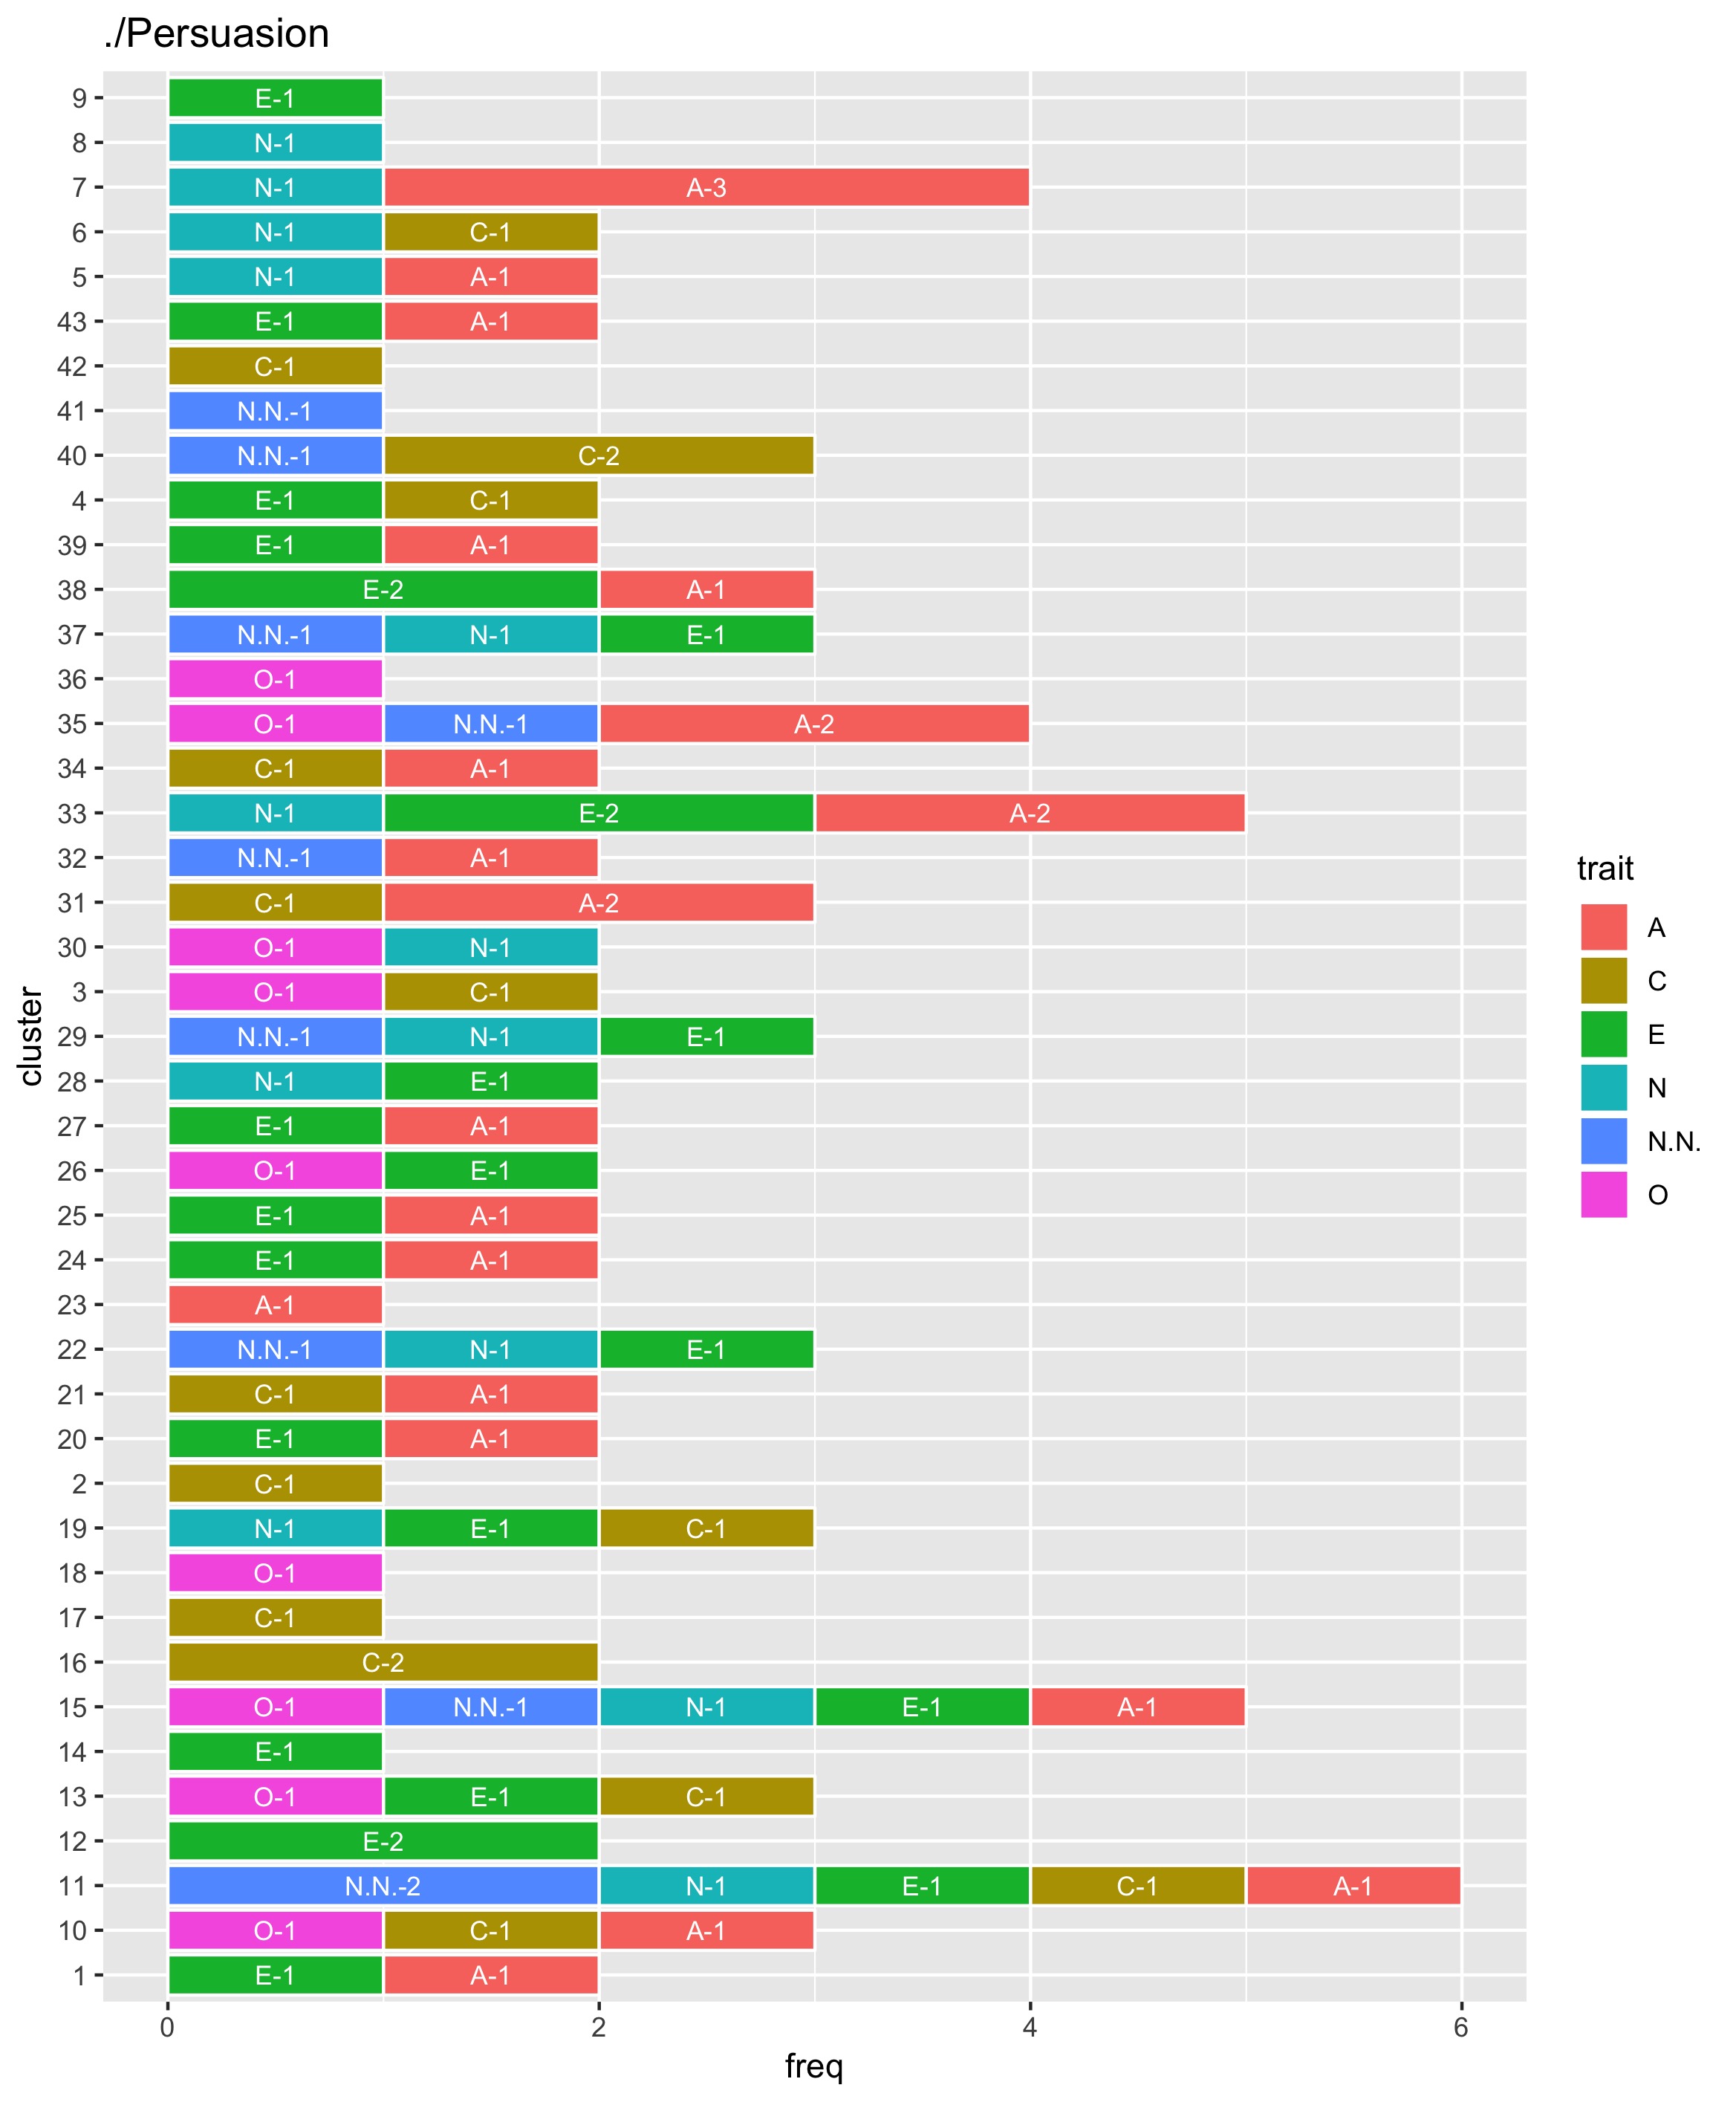 ./Persuasion
9 E-1
8 N-1
7 N-1 A-3
6 N-1 C-1
5 N-1 A-1
43 E-1 A-1
42 C-1
41 N.N.-1
40 N.N.-1 C-2
4 E-1 C-1
39 E-1 A-1
38 E-2 A-1
37 N.N.-1 N-1 E-1
36 O-1
35 O-1 N.N.-1 A-2
34 C-1 A-1
33 N-1 E-2 A-2
32 N.N.-1 A-1
31 C-1 A-2
30 O-1 N-1
3 O-1 C-1
29 N.N.-1 N-1 E-1
28 N-1 E-1
27 E-1 A-1
26 O-1 E-1
25 E-1 A-1
24 E-1 A-1
23 A-1
22 N.N.-1 N-1 E-1
21 C-1 A-1
20 E-1 A-1
2 C-1
19 N-1 E-1 C-1
18 O-1
17 C-1
16 C-2
15 O-1 N.N.-1 N-1 E-1 A-1
14 E-1
13 O-1 E-1 C-1
12 E-2
11 N.N.-2 N-1 E-1 C-1 A-1
10 O-1 C-1 A-1
1 E-1 A-1
0 2 4 6
freq
cluster
trait
A
C
E
N
N.N.
O